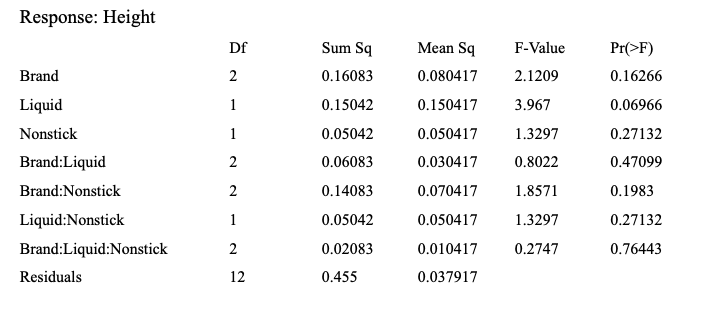 Response: Height
Df Sum Sq Mean Sq F-Value Pr(>F)
Brand 2 0.16083 0.080417 2.1209 0.16266
Liquid 1 0.15042 0.150417 3.967 0.06966
Nonstick 1 0.05042 0.050417 1.3297 0.27132
Brand:Liquid 2 0.06083 0.030417 0.8022 0.47099
Brand:Nonstick 2 0.14083 0.070417 1.8571 0.1983
Liquid:Nonstick 1 0.05042 0.050417 1.3297 0.27132
Brand:Liquid:Nonstick 2 0.02083 0.010417 0.2747 0.76443
Residuals 12 0.455 0.037917